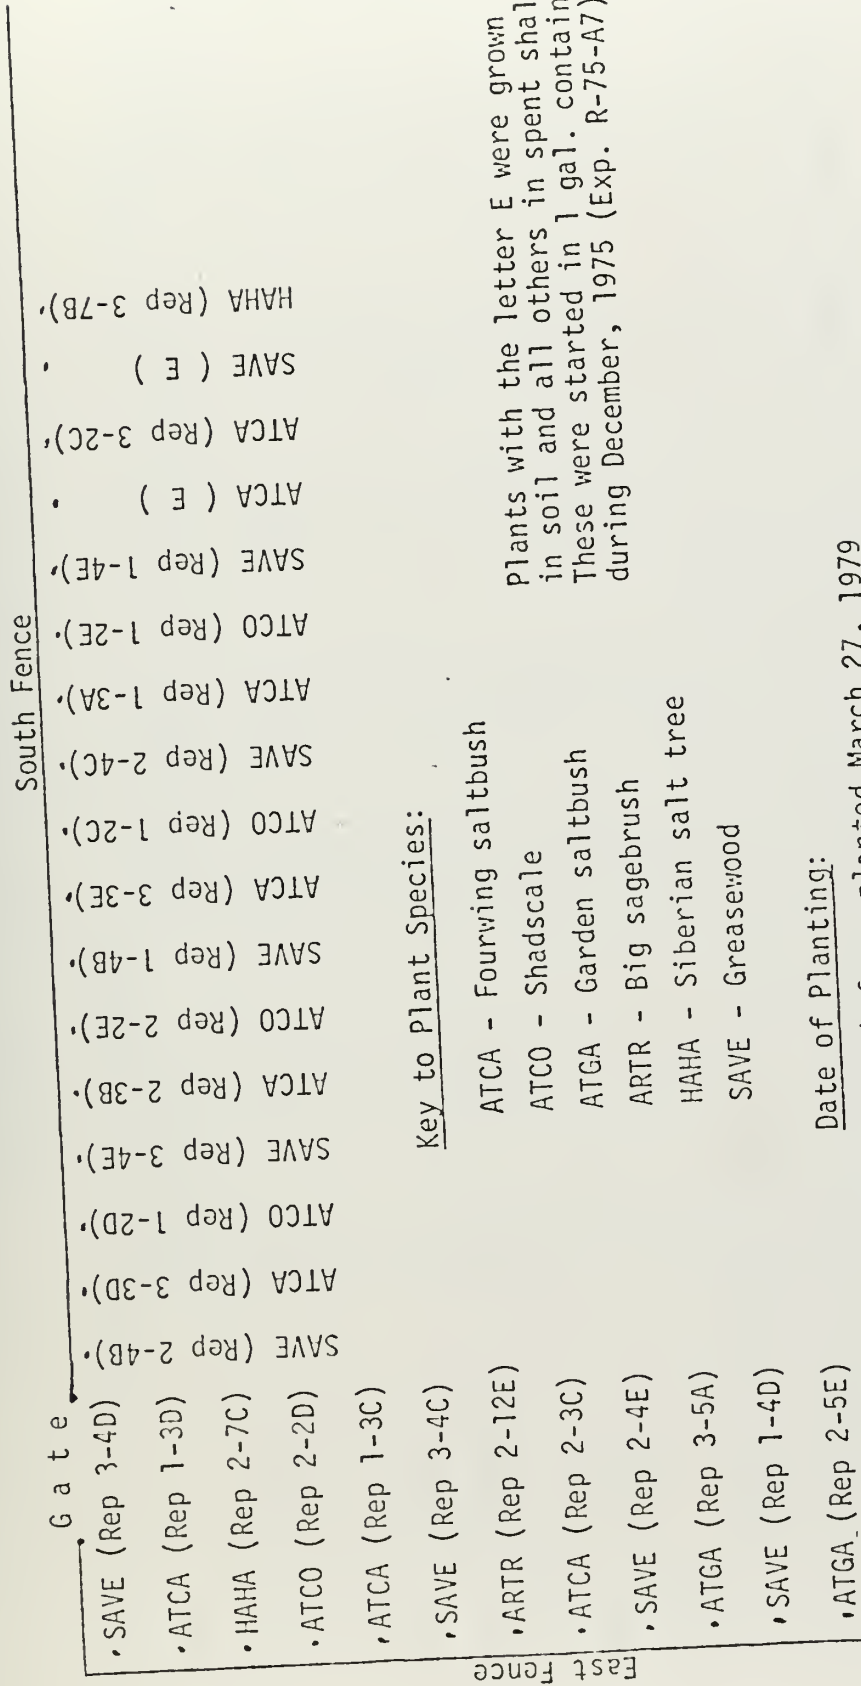 South Fence
Gate
SAVE (Rep 2-4B)
ATCA (Rep 3-3D)
ATCO (Rep 1-2D)
SAVE (Rep 3-4E)
ATCA (Rep 2-3B)
ATCO (Rep 2-2E)
SAVE (Rep 1-4B)
ATCA (Rep 3-3E)
ATCO (Rep 1-2C)
SAVE (Rep 2-4C)
ATCA (Rep 1-3A)
ATCO (Rep 1-2E)
SAVE (Rep 1-4E)
ATCA ( E )
ATCA (Rep 3-2C)
SAVE ( E )
HAHA (Rep 3-7B)
East Fence
SAVE (Rep 3-4D)
ATCA (Rep 1-3D)
HAHA (Rep 2-7C)
ATCO (Rep 2-2D)
ATCA (Rep 1-3C)
SAVE (Rep 3-4C)
ARTR (Rep 2-12E)
ATCA (Rep 2-3C)
SAVE (Rep 2-4E)
ATGA (Rep 3-5A)
SAVE (Rep 1-4D)
ATGA (Rep 2-5E)
Key to Plant Species:
ATCA - Fourwing saltbush
ATCO - Shadscale
ATGA - Garden saltbush
ARTR - Big sagebrush
HAHA - Siberian salt tree
SAVE - Greasewood
Plants with the letter E were grown
in soil and all others in spent shal
These were started in 1 gal. contain
during December, 1975 (Exp. R-75-A7)
Date of Planting:
Planted March 27, 1979